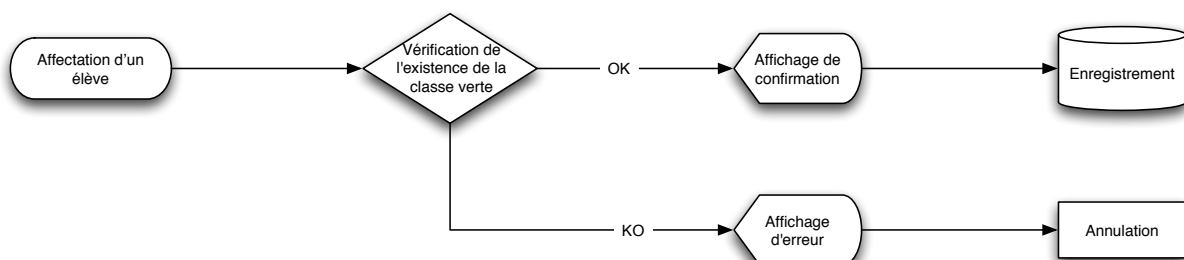 Affectation d'un
élève
Vérification de
l'existence de la
classe verte
OK
Affichage de
confirmation
Enregistrement
KO
Affichage
d'erreur
Annulation